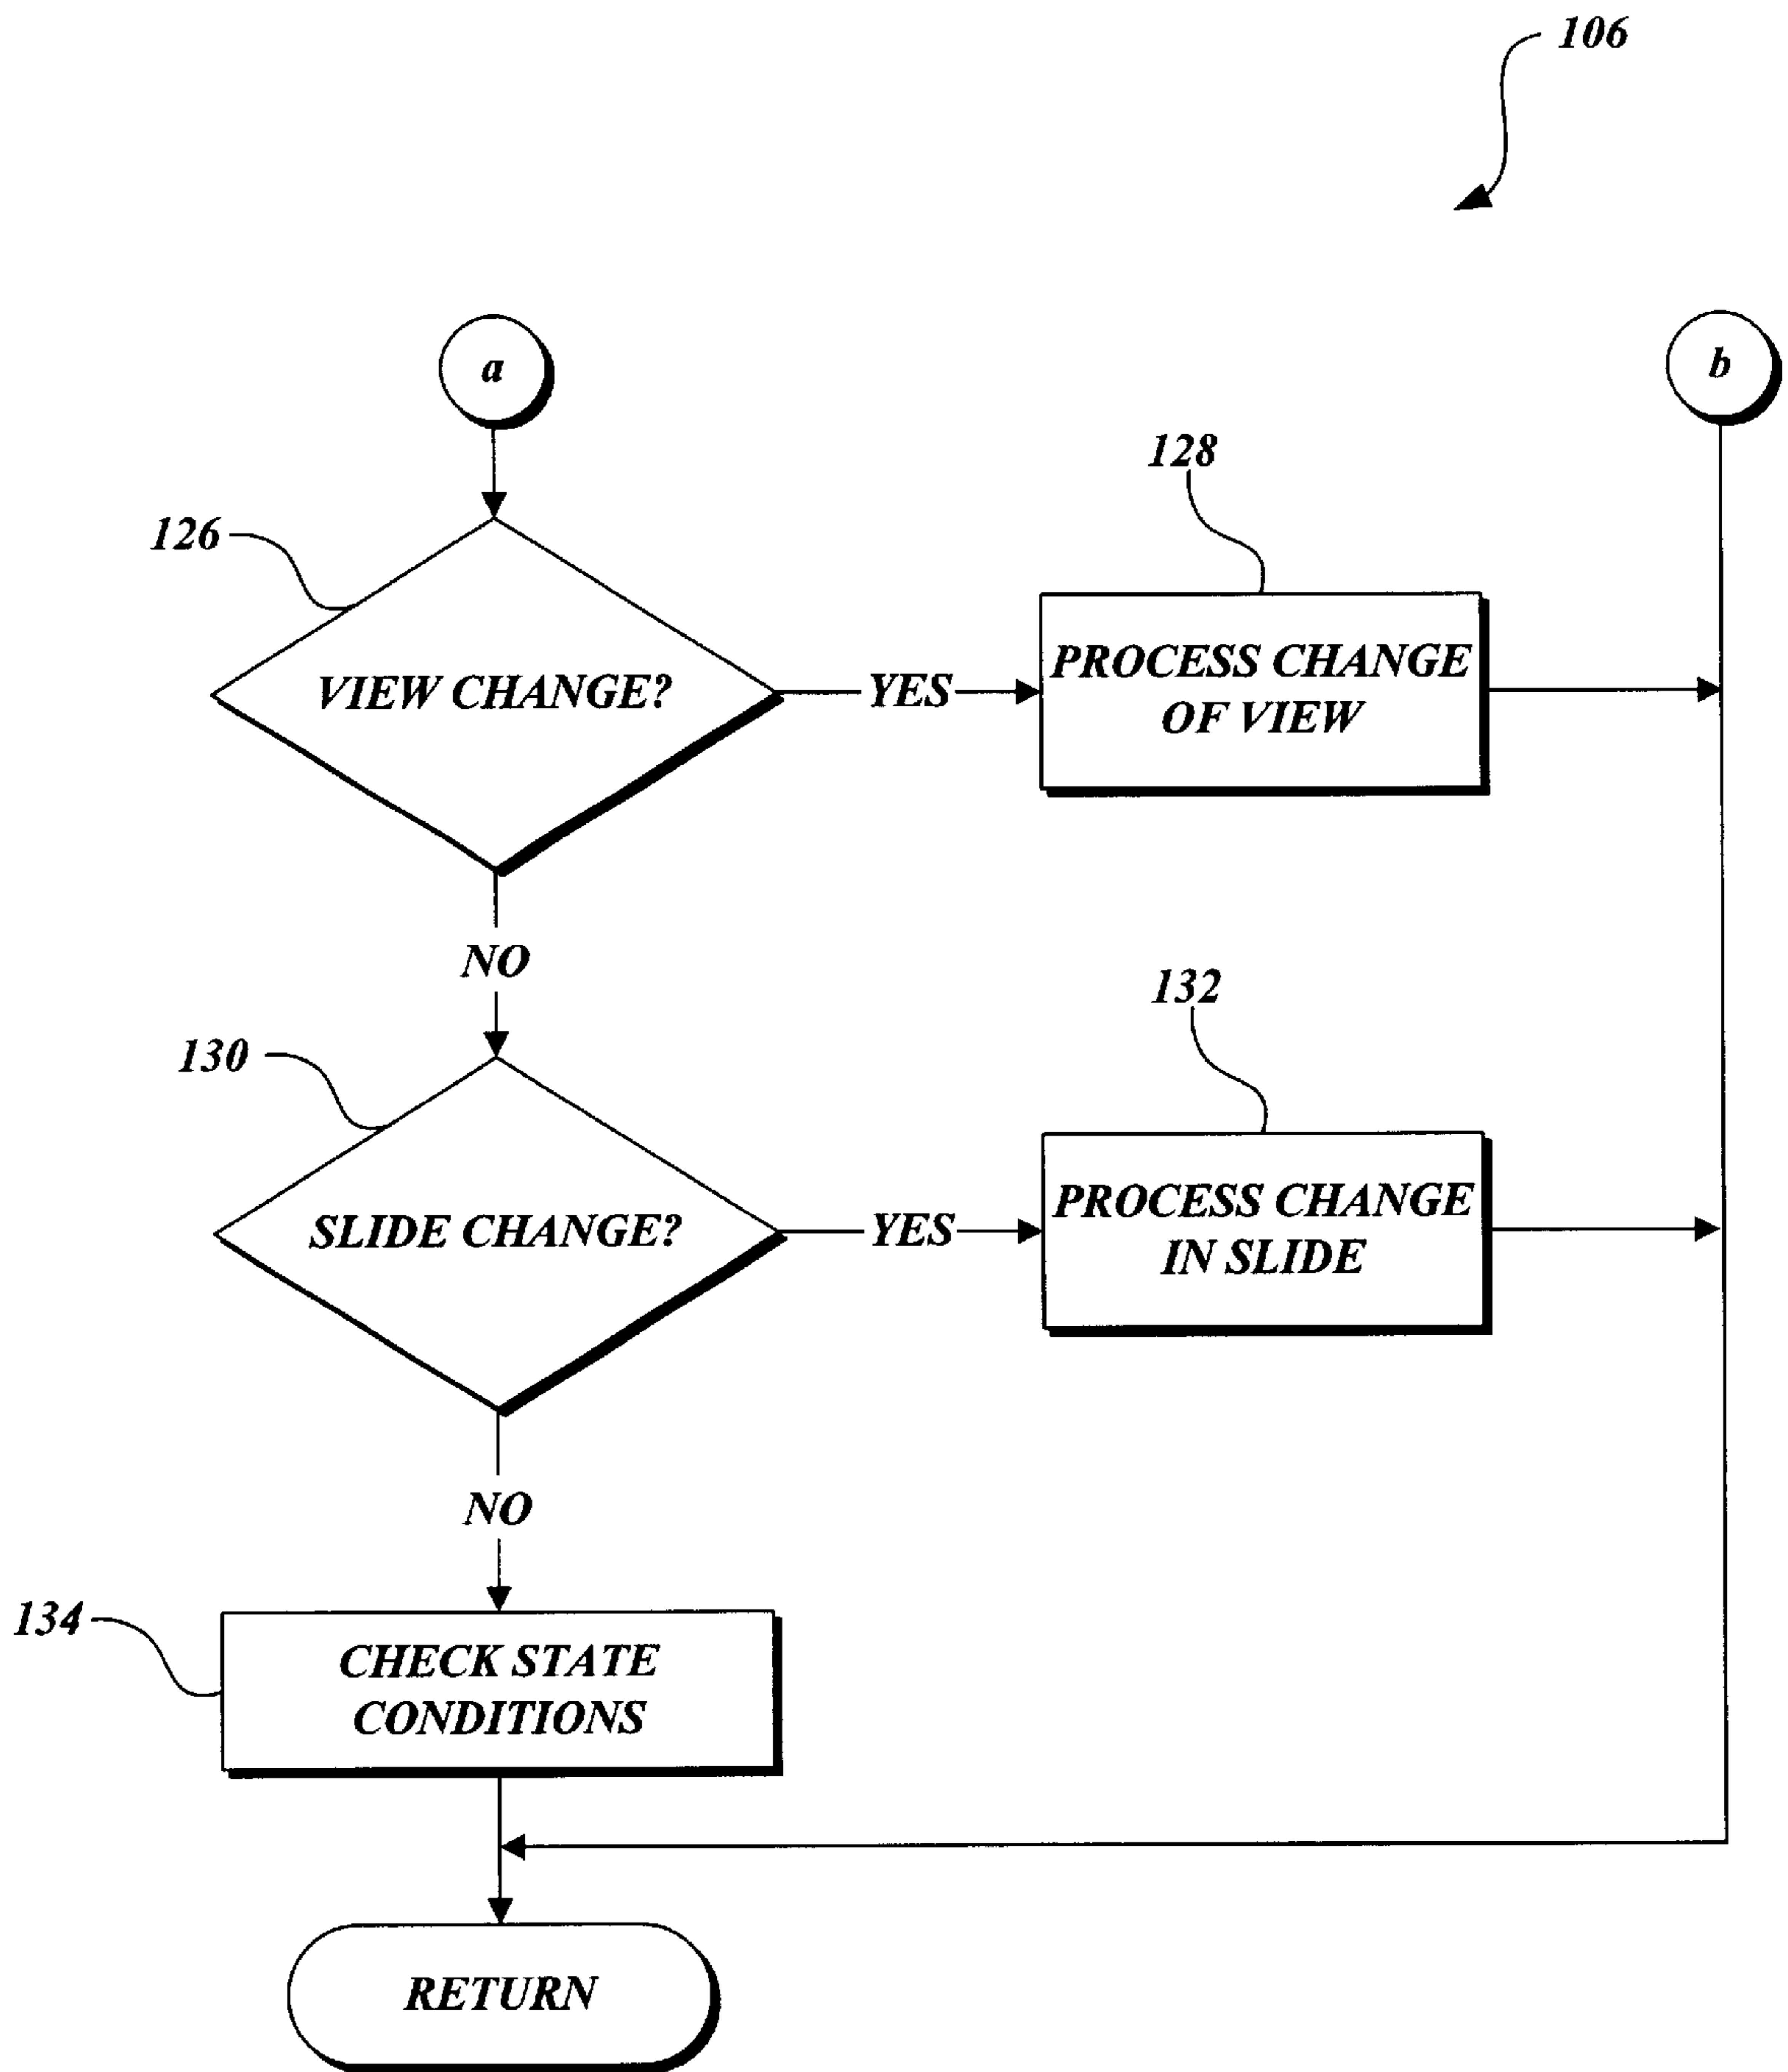 106
a
b
128
126
VIEW CHANGE?
YES
PROCESS CHANGE
OF VIEW
NO
132
130
SLIDE CHANGE?
YES
PROCESS CHANGE
IN SLIDE
NO
134
CHECK STATE
CONDITIONS
RETURN